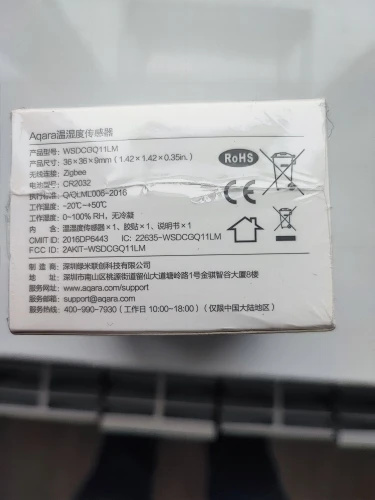 Aqara温湿度传感器
产品型号：WSDCGQ11LM
产品尺寸：36×36×9mm（1.42×1.42×0.35in.）
无线连接：Zigbee
电池型号：CR2032
执行标准：Q/QLML006-2016
工作温度：-20℃~+50℃
工作湿度：0~100% RH，无冷凝
包含：温湿度传感器×1，胶贴×1，说明书×1
CMIIT ID：2016DP6443 IC：22635-WSDCGQ11LM
FCC ID：2AKIT-WSDCGQ11LM
制造商：深圳绿米联创科技有限公司
地 址：深圳市南山区桃源街道留仙大道塘岭路1号金骐智谷大厦8楼
服务网站：www.aqara.com/support
服务邮箱：support@aqara.com
服务热线：400-990-7930（工作日 10:00-18:00）（仅限中国大陆地区）
RoHS
CE